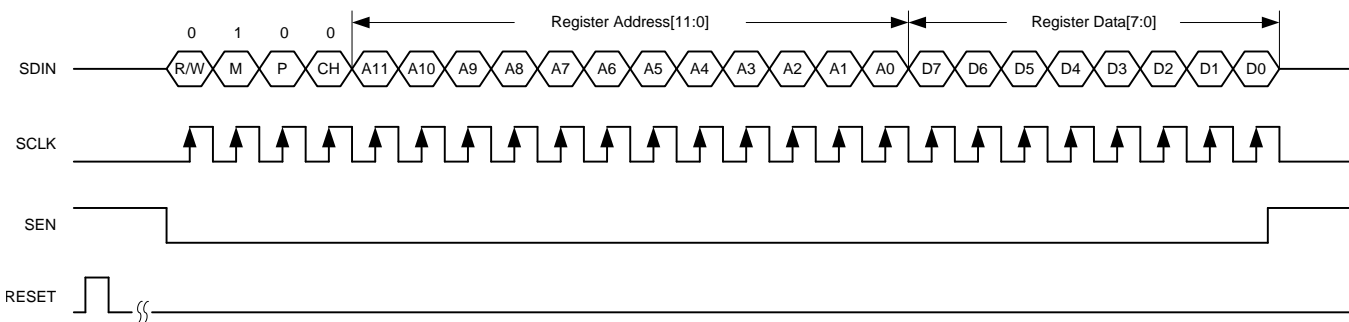 Register Address[11:0] Register Data[7:0]
0 1 0 0
SDIN R/W M P CH A11 A10 A9 A8 A7 A6 A5 A4 A3 A2 A1 A0 D7 D6 D5 D4 D3 D2 D1 D0
SCLK
SEN
RESET